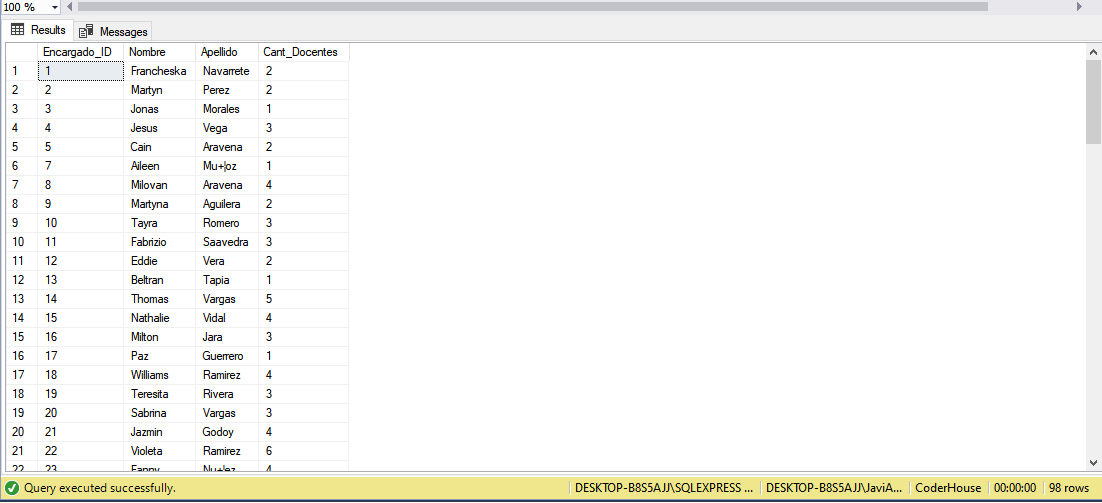 100 %
Results Messages
Encargado_ID Nombre Apellido Cant_Docentes
1 1 Francheska Navarrete 2
2 2 Martyn Perez 2
3 3 Jonas Morales 1
4 4 Jesus Vega 3
5 5 Cain Aravena 2
6 7 Aileen Mu+|oz 1
7 8 Milovan Aravena 4
8 9 Martyna Aguilera 2
9 10 Tayra Romero 3
10 11 Fabrizio Saavedra 3
11 12 Eddie Vera 2
12 13 Beltran Tapia 1
13 14 Thomas Vargas 5
14 15 Nathalie Vidal 4
15 16 Milton Jara 3
16 17 Paz Guerrero 1
17 18 Williams Ramirez 4
18 19 Teresita Rivera 3
19 20 Sabrina Vargas 3
20 21 Jazmin Godoy 4
21 22 Violeta Ramirez 6
22 23 Fanny Nu+|ez 4
Query executed successfully. DESKTOP-B8S5AJJ\SQLEXPRESS ... DESKTOP-B8S5AJJ\JaviA... CoderHouse 00:00:00 98 rows